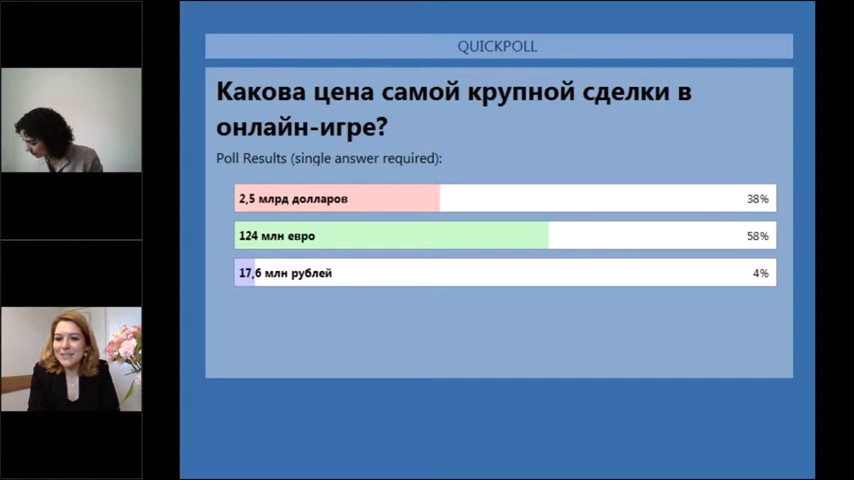 QUICKPOLL
Какова цена самой крупной сделки в
онлайн-игре?
Poll Results (single answer required):
2,5 млрд долларов 38%
124 млн евро 58%
17,6 млн рублей 4%